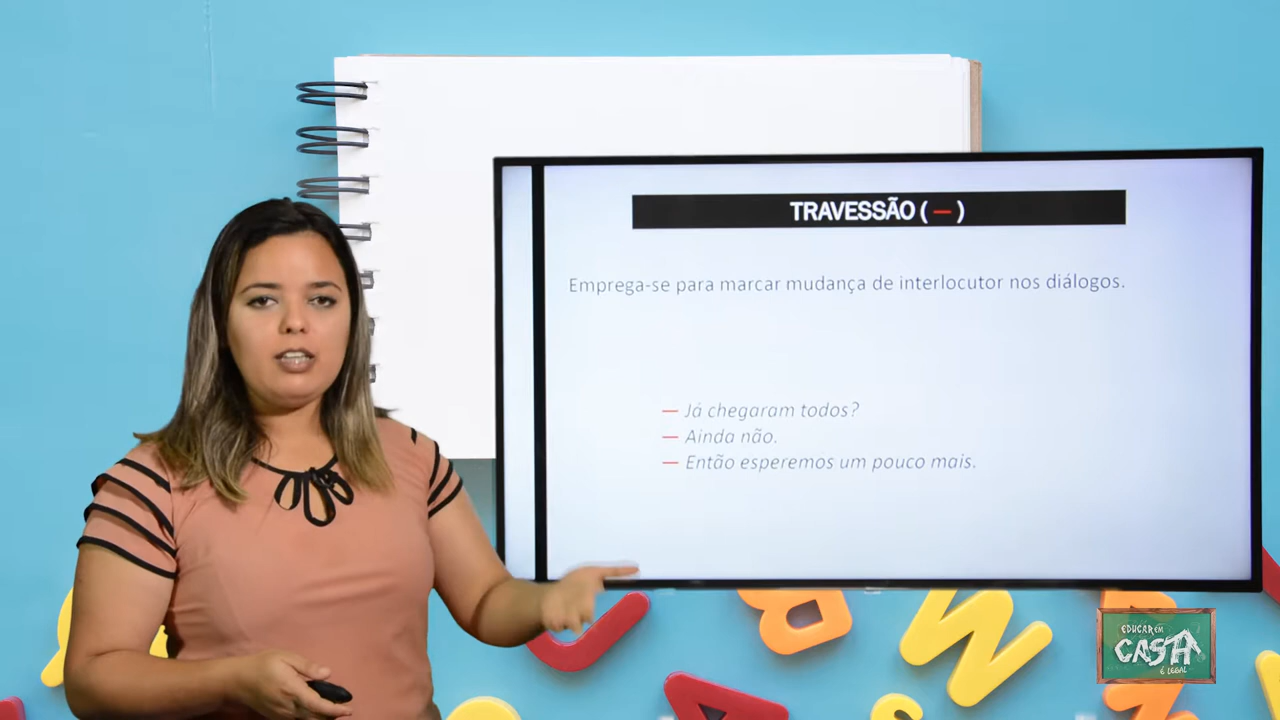 TRAVESSÃO ( — )
Emprega-se para marcar mudança de interlocutor nos diálogos.
— Já chegaram todos?
— Ainda não.
— Então esperemos um pouco mais.
EDUCAR EM
CASA
É LEGAL